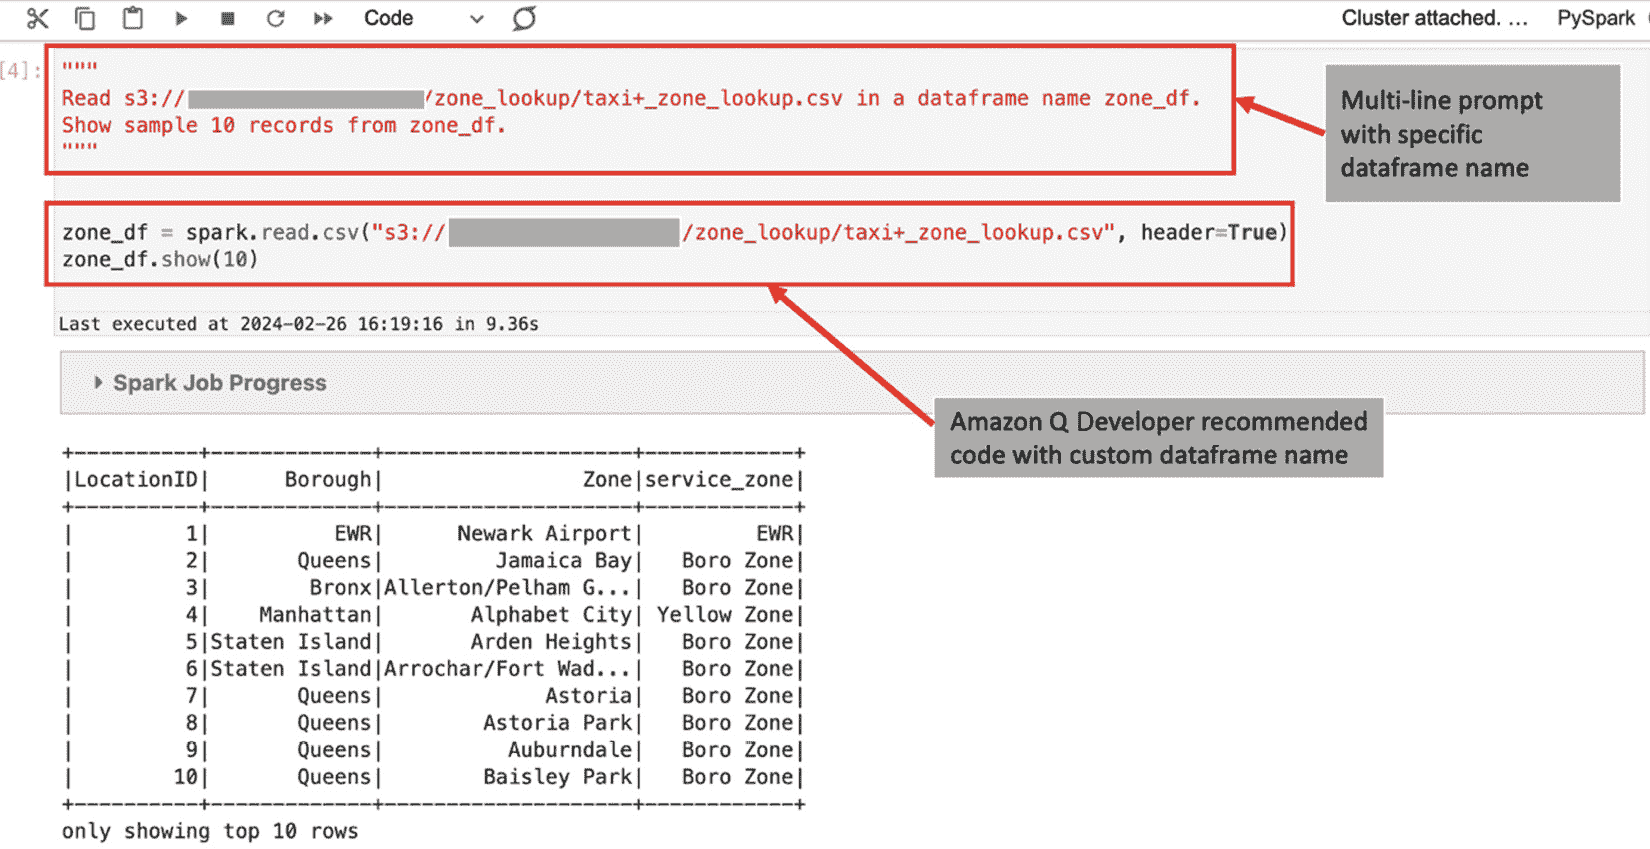 Code
Cluster attached. ...
PySpark
[4]:
"""
Read s3:// /zone_lookup/taxi+_zone_lookup.csv in a dataframe name zone_df.
Show sample 10 records from zone_df.
"""
Multi-line prompt
with specific
dataframe name
zone_df = spark.read.csv("s3:// /zone_lookup/taxi+_zone_lookup.csv", header=True)
zone_df.show(10)
Last executed at 2024-02-26 16:19:16 in 9.36s
Spark Job Progress
Amazon Q Developer recommended
code with custom dataframe name
+----------+-------------+--------------------+------------+
|LocationID|      Borough|                Zone|service_zone|
+----------+-------------+--------------------+------------+
|         1|          EWR|      Newark Airport|         EWR|
|         2|       Queens|         Jamaica Bay|   Boro Zone|
|         3|        Bronx|Allerton/Pelham G...|   Boro Zone|
|         4|    Manhattan|       Alphabet City| Yellow Zone|
|         5|Staten Island|       Arden Heights|   Boro Zone|
|         6|Staten Island|Arrochar/Fort Wad...|   Boro Zone|
|         7|       Queens|             Astoria|   Boro Zone|
|         8|       Queens|        Astoria Park|   Boro Zone|
|         9|       Queens|          Auburndale|   Boro Zone|
|        10|       Queens|        Baisley Park|   Boro Zone|
+----------+-------------+--------------------+------------+
only showing top 10 rows